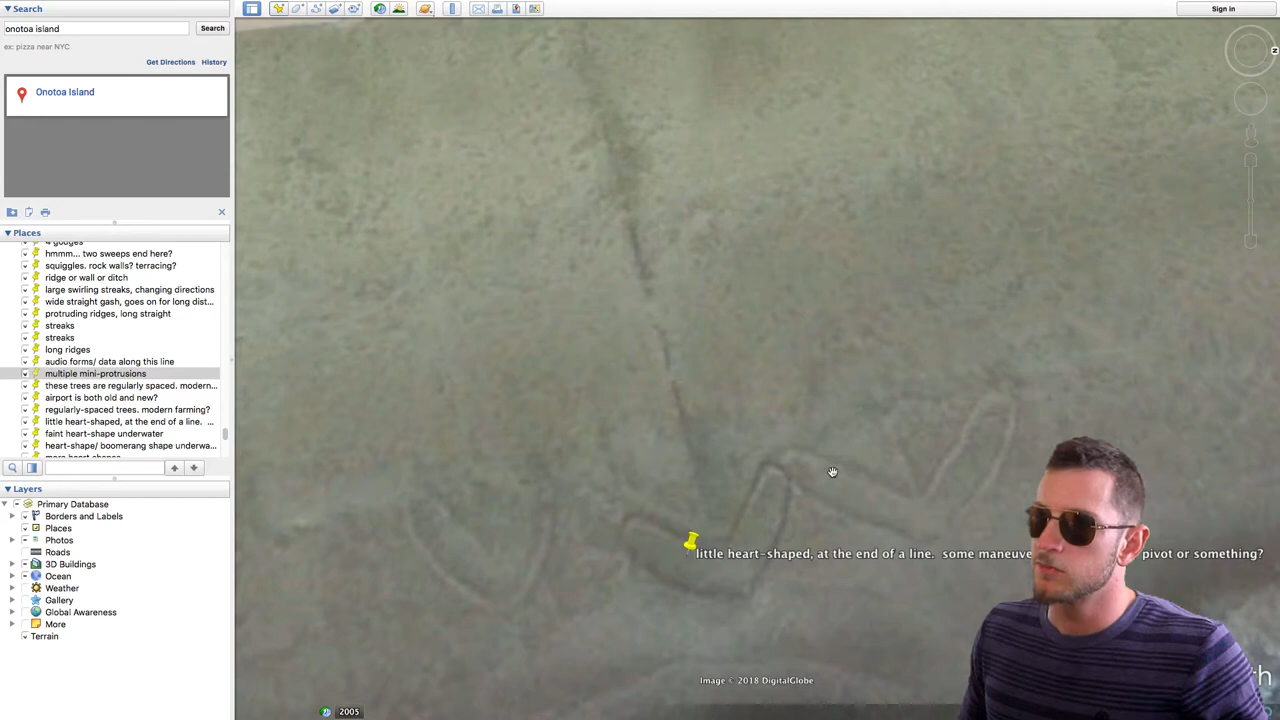 Search
Sign in
onotoa island
Search
ex: pizza near NYC
Get Directions
History
Onotoa Island
Places
4 gouges
hmmm... two sweeps end here?
squiggles. rock walls? terracing?
ridge or wall or ditch
large swirling streaks, changing directions
wide straight gash, goes on for long dist...
protruding ridges, long straight
streaks
streaks
long ridges
audio forms/ data along this line
multiple mini-protrusions
these trees are regularly spaced. modern...
airport is both old and new?
regularly-spaced trees. modern farming?
little heart-shaped, at the end of a line. ...
faint heart-shape underwater
heart-shape/ boomerang shape underwa...
more heart shapes
Layers
Primary Database
Borders and Labels
Places
Photos
Roads
3D Buildings
Ocean
Weather
Gallery
Global Awareness
More
Terrain
little heart-shaped, at the end of a line. some maneuve
pivot or something?
Image © 2018 DigitalGlobe
2005